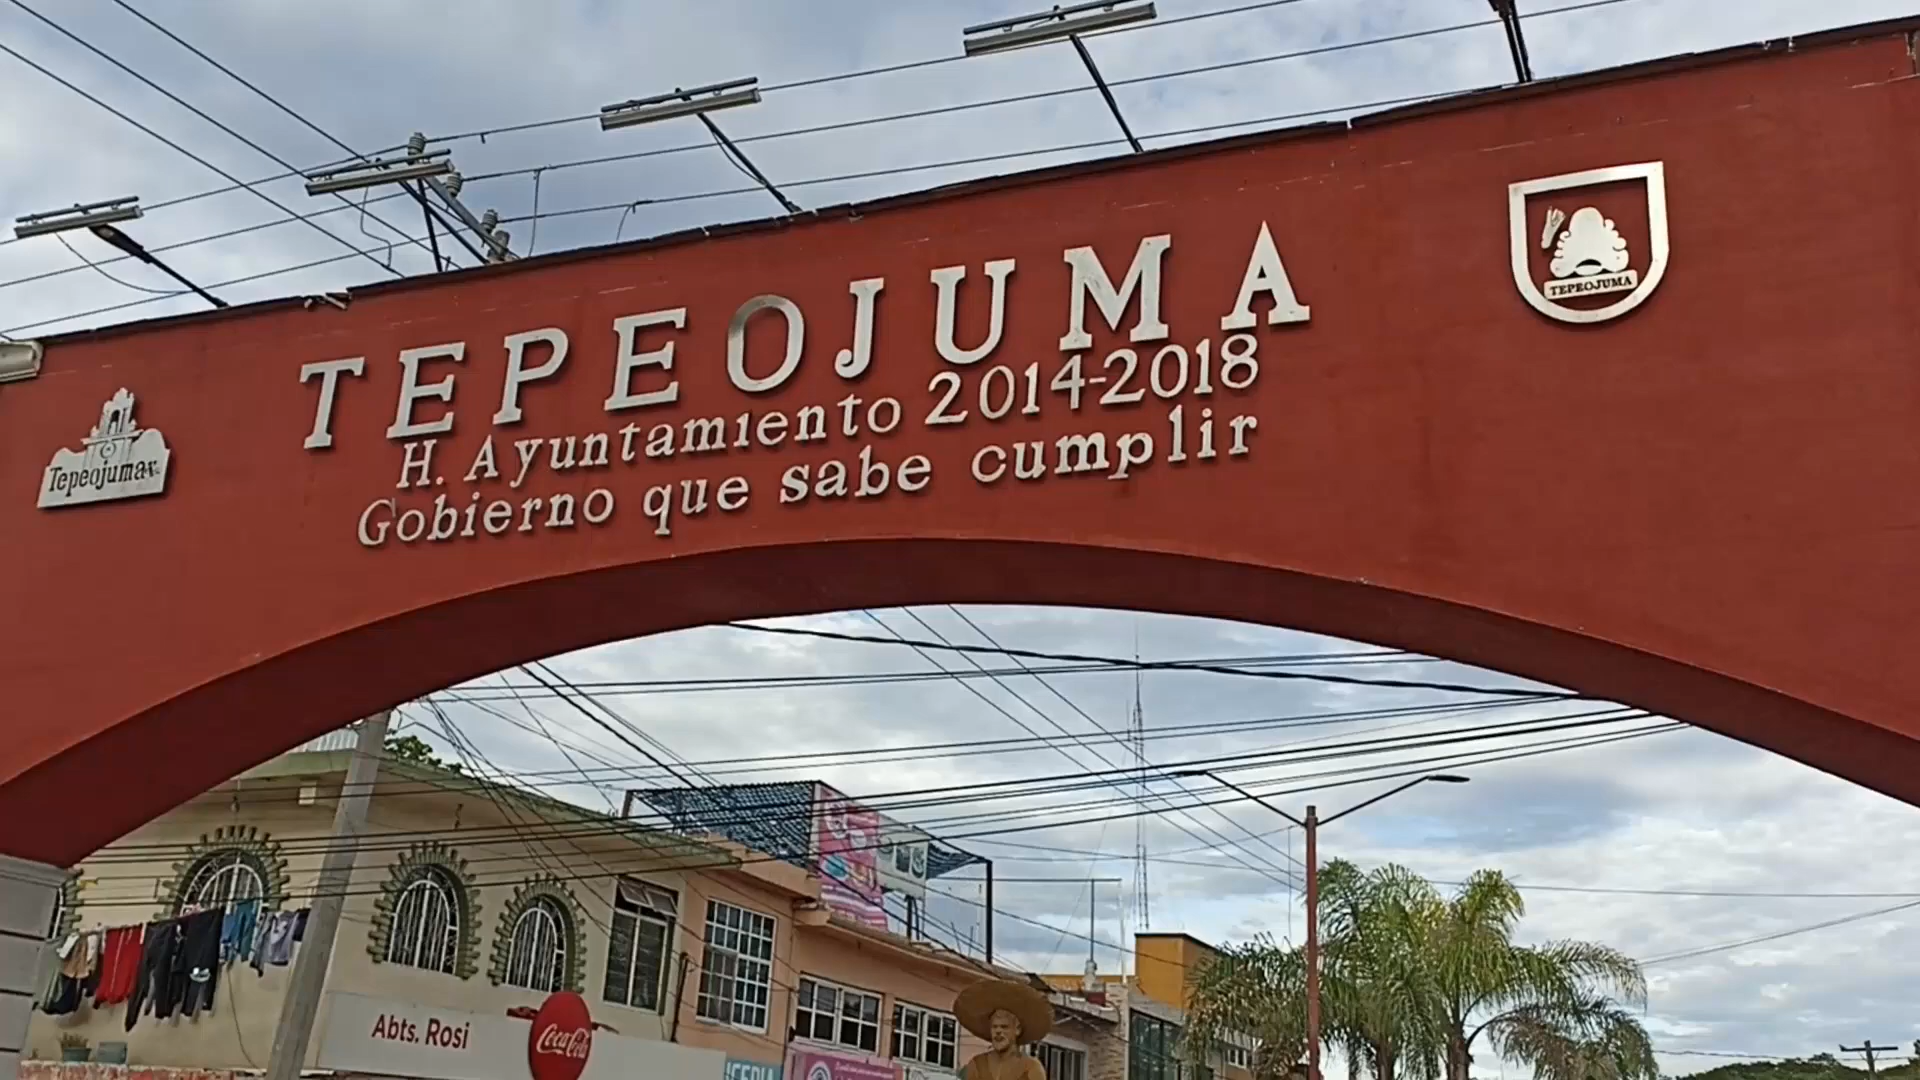 TEPEOJUMA
H. Ayuntamiento 2014-2018
Gobierno que sabe cumplir
Tepeojuma
TEPEOJUMA
Abts. Rosi
Coca-Cola